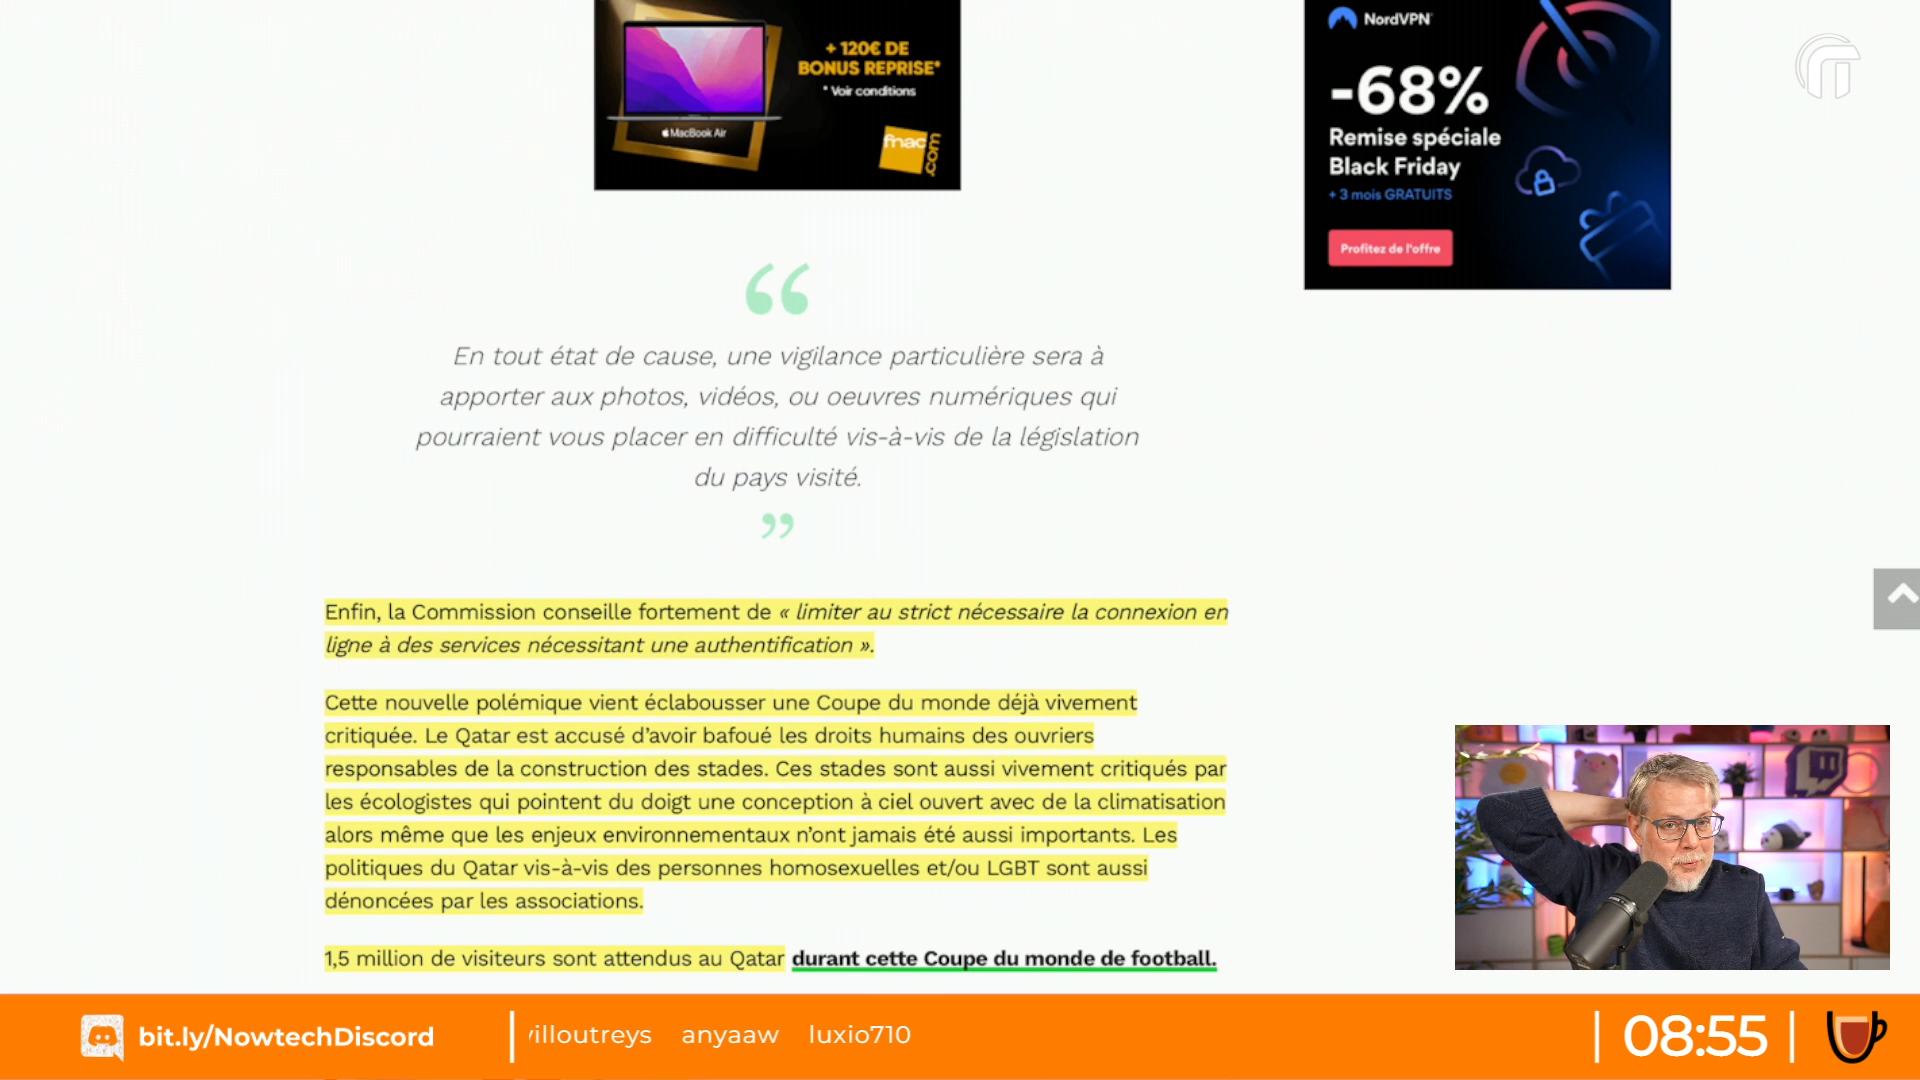 + 120€ DE
BONUS REPRISE*
* Voir conditions
MacBook Air
fnac
.com
NordVPN
-68%
Remise spéciale
Black Friday
+ 3 mois GRATUITS
Profitez de l'offre
“
En tout état de cause, une vigilance particulière sera à
apporter aux photos, vidéos, ou oeuvres numériques qui
pourraient vous placer en difficulté vis-à-vis de la législation
du pays visité.
”
Enfin, la Commission conseille fortement de « limiter au strict nécessaire la connexion en
ligne à des services nécessitant une authentification ».
Cette nouvelle polémique vient éclabousser une Coupe du monde déjà vivement
critiquée. Le Qatar est accusé d’avoir bafoué les droits humains des ouvriers
responsables de la construction des stades. Ces stades sont aussi vivement critiqués par
les écologistes qui pointent du doigt une conception à ciel ouvert avec de la climatisation
alors même que les enjeux environnementaux n’ont jamais été aussi importants. Les
politiques du Qatar vis-à-vis des personnes homosexuelles et/ou LGBT sont aussi
dénoncées par les associations.
1,5 million de visiteurs sont attendus au Qatar durant cette Coupe du monde de football.
bit.ly/NowtechDiscord
villoutreys anyaaw luxio710
08:55